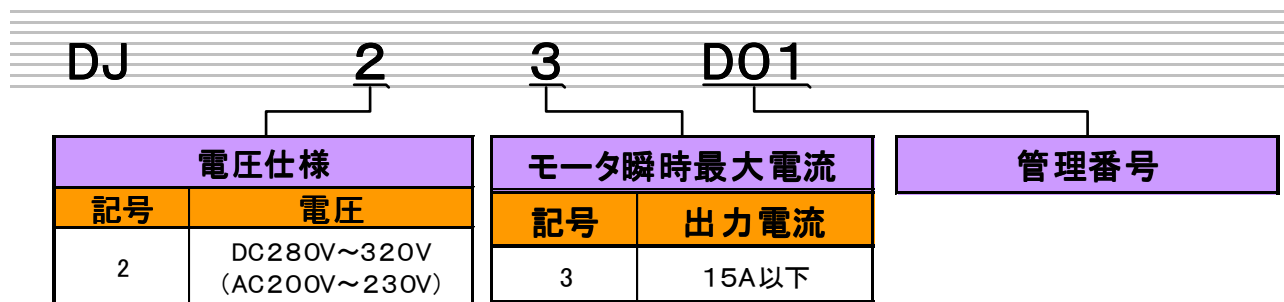 DJ 2 3 D01
電圧仕様 モータ瞬時最大電流 管理番号
記号 電圧 記号 出力電流
2 DC280V～320V
(AC200V～230V) 3 15A以下